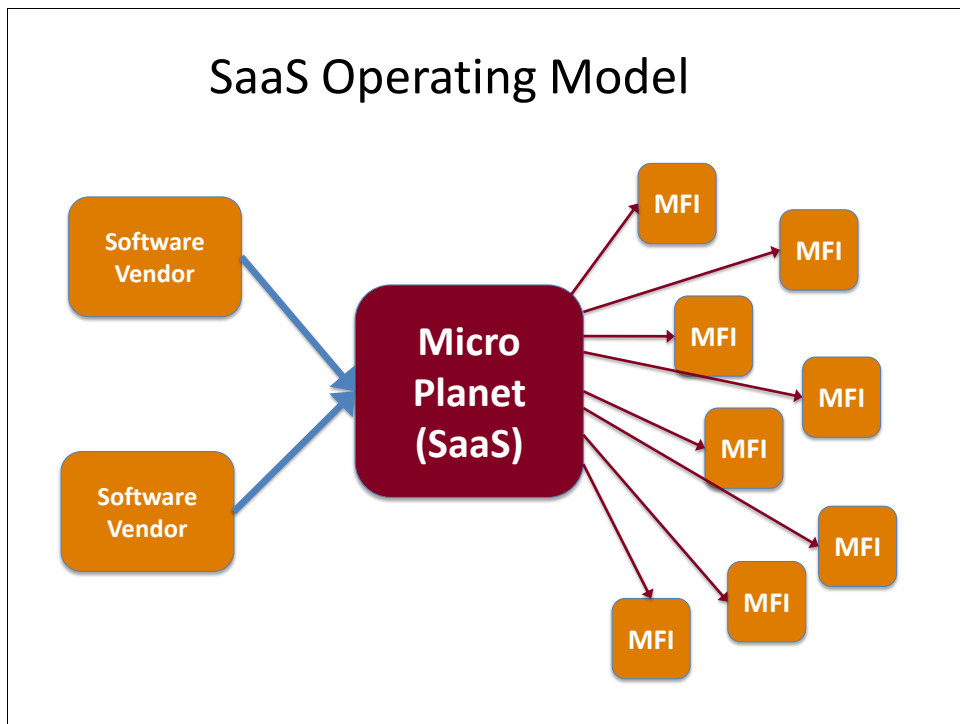 SaaS Operating Model
Software
Vendor
Software
Vendor
Micro
Planet
(SaaS)
MFI
MFI
MFI
MFI
MFI
MFI
MFI
MFI